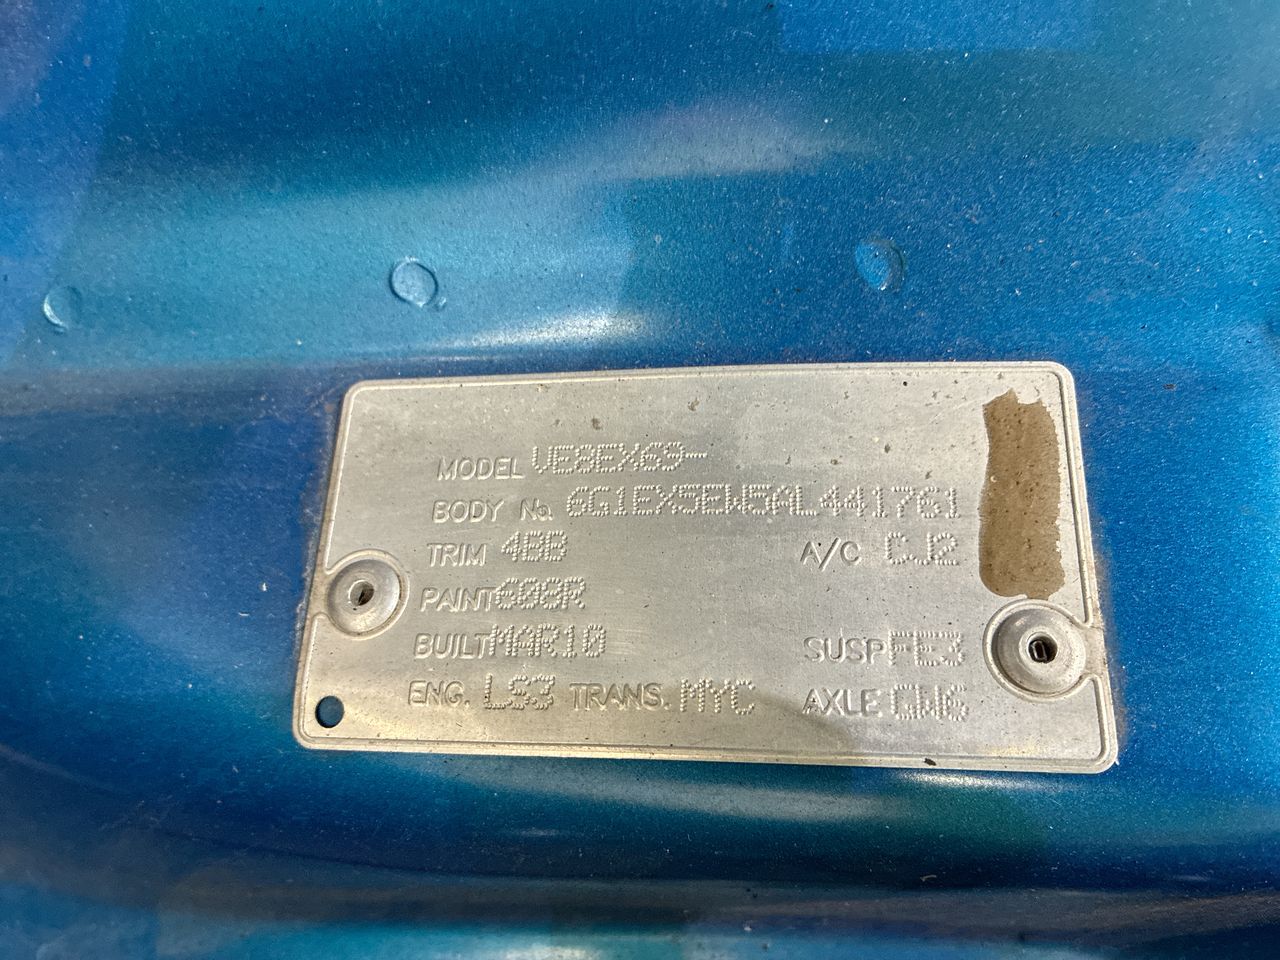 MODEL VE8EX69-
BODY No. 6G1EX5EW5AL441761
TRIM 4BB A/C CJ2
PAINT 608R
BUILT MAR10 SUSP FE3
ENG. LS3 TRANS. MYC AXLE GW6